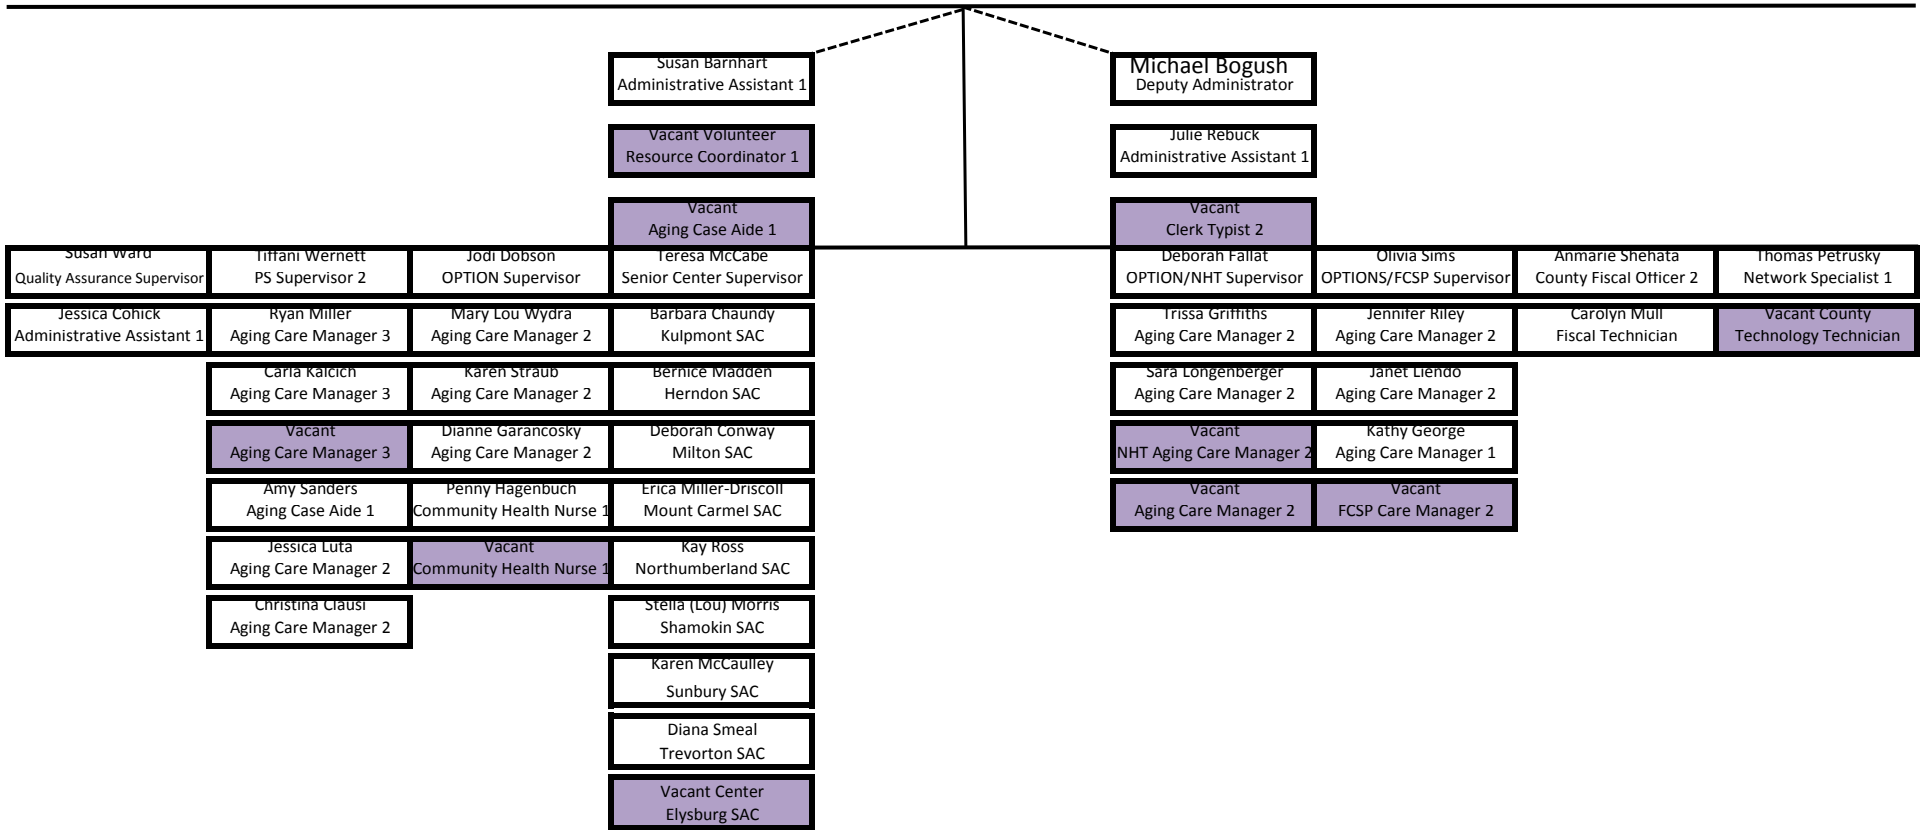 Susan Barnhart
Administrative Assistant 1
Michael Bogush
Deputy Administrator
Vacant Volunteer
Resource Coordinator 1
Julie Rebuck
Administrative Assistant 1
Vacant
Aging Case Aide 1
Vacant
Clerk Typist 2
Susan Ward
Quality Assurance Supervisor
Tiffani Wernett
PS Supervisor 2
Jodi Dobson
OPTION Supervisor
Teresa McCabe
Senior Center Supervisor
Deborah Fallat
OPTION/NHT Supervisor
Olivia Sims
OPTIONS/FCSP Supervisor
Anmarie Shehata
County Fiscal Officer 2
Thomas Petrusky
Network Specialist 1
Jessica Cohick
Administrative Assistant 1
Ryan Miller
Aging Care Manager 3
Mary Lou Wydra
Aging Care Manager 2
Barbara Chaundy
Kulpmont SAC
Trissa Griffiths
Aging Care Manager 2
Jennifer Riley
Aging Care Manager 2
Carolyn Mull
Fiscal Technician
Vacant County
Technology Technician
Carla Kalcich
Aging Care Manager 3
Karen Straub
Aging Care Manager 2
Bernice Madden
Herndon SAC
Sara Longenberger
Aging Care Manager 2
Janet Liendo
Aging Care Manager 2
Vacant
Aging Care Manager 3
Dianne Garancosky
Aging Care Manager 2
Deborah Conway
Milton SAC
Vacant
NHT Aging Care Manager 2
Kathy George
Aging Care Manager 1
Amy Sanders
Aging Case Aide 1
Penny Hagenbuch
Community Health Nurse 1
Erica Miller-Driscoll
Mount Carmel SAC
Vacant
Aging Care Manager 2
Vacant
FCSP Care Manager 2
Jessica Luta
Aging Care Manager 2
Vacant
Community Health Nurse 1
Kay Ross
Northumberland SAC
Christina Clausi
Aging Care Manager 2
Stella (Lou) Morris
Shamokin SAC
Karen McCaulley
Sunbury SAC
Diana Smeal
Trevorton SAC
Vacant Center
Elysburg SAC